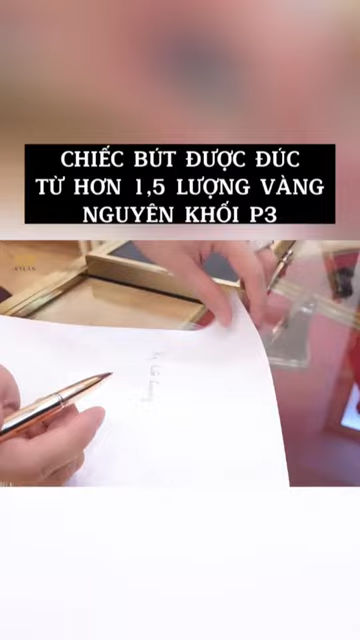 CHIẾC BÚT ĐƯỢC ĐÚC
TỪ HƠN 1,5 LƯỢNG VÀNG
NGUYÊN KHỐI P3